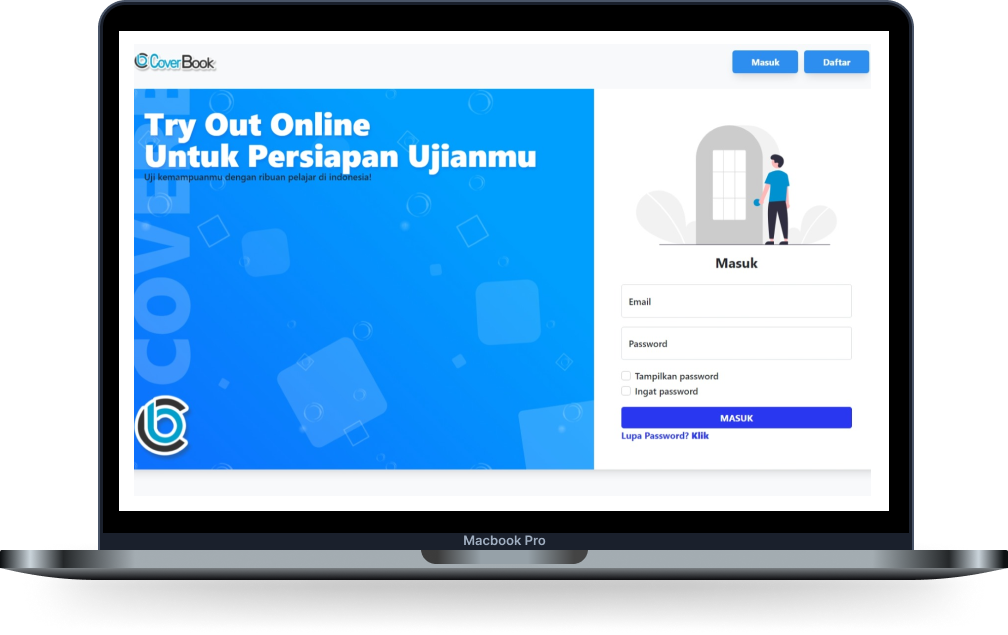 CoverBook
Masuk
Daftar
COVERB
Try Out Online
Untuk Persiapan Ujianmu
Uji kemampuanmu dengan ribuan pelajar di indonesia!
Masuk
Email
Password
Tampilkan password
Ingat password
MASUK
Lupa Password? Klik
Macbook Pro